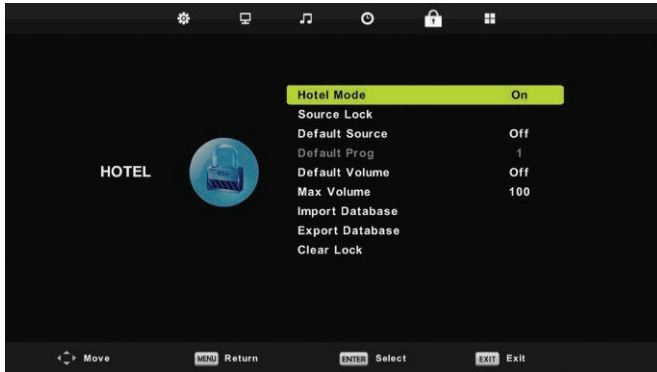 HOTEL
Hotel Mode On
Source Lock
Default Source Off
Default Prog 1
Default Volume Off
Max Volume 100
Import Database
Export Database
Clear Lock
Move MENU Return ENTER Select EXIT Exit